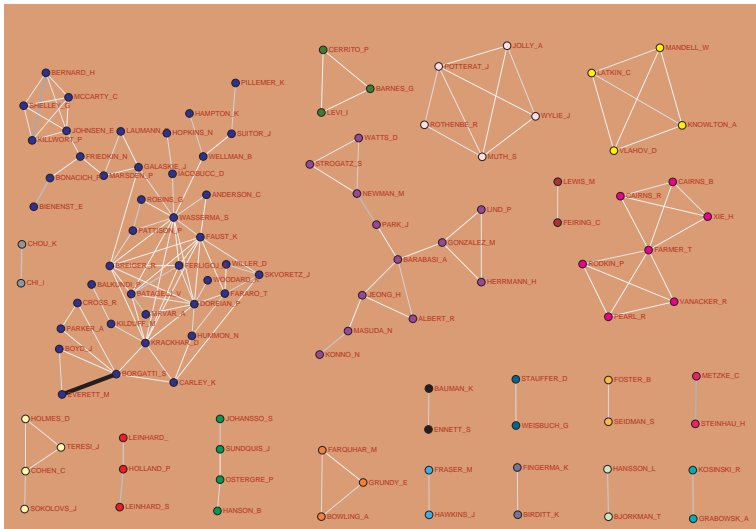 JOLLY_A
MANDELL_W
CERRITO_P
BERNARD_H
POTTERAT_J
LATKIN_C
PILLEMER_K
BARNES_G
MCCARTY_C
SHELLEY_G
LEVI_I
HAMPTON_K
WYLIE_J
ROTHENBE_R
KNOWLTON_A
JOHNSEN_E
LAUMANN_
HOPKINS_N
SUITOR_J
KILLWORT_P
WATTS_D
VLAHOV_D
FRIEDKIN_N
WELLMAN_B
MUTH_S
STROGATZ_S
GALASKIE_J
MARSDEN_P
IACOBUCC_D
BONACICH_P
LEWIS_M
CAIRNS_B
NEWMAN_M
ANDERSON_C
ROBINS_G
CAIRNS_R
BIENENST_E
LIND_P
WASSERMA_S
XIE_H
FEIRING_C
PARK_J
PATTISON_P
FAUST_K
GONZALEZ_M
CHOU_K
FARMER_T
BARABASI_A
BREIGER_R
FERLIGOJ_
WILLER_D
RODKIN_P
SKVORETZ_J
CHI_I
BALKUNDI_P
WOODARD_K
HERRMANN_H
BATAGELJ_V
FARARO_T
JEONG_H
CROSS_R
DOREIAN_P
VANACKER_R
MRVAR_A
ALBERT_R
PEARL_R
KILDUFF_M
PARKER_A
MASUDA_N
HUMMON_N
KRACKHAR_D
BOYD_J
KONNO_N
BORGATTI_S
CARLEY_K
METZKE_C
STAUFFER_D
FOSTER_B
BAUMAN_K
EVERETT_M
HOLMES_D
JOHANSSO_S
SEIDMAN_S
STEINHAU_H
WEISBUCH_G
ENNETT_S
LEINHARD_
TERESI_J
SUNDQUIS_J
FARQUHAR_M
COHEN_C
HOLLAND_P
FRASER_M
FINGERMA_K
HANSSON_L
KOSINSKI_R
OSTERGRE_P
GRUNDY_E
SOKOLOVS_J
LEINHARD_S
HANSON_B
BOWLING_A
HAWKINS_J
BIRDITT_K
BJORKMAN_T
GRABOWSK_A